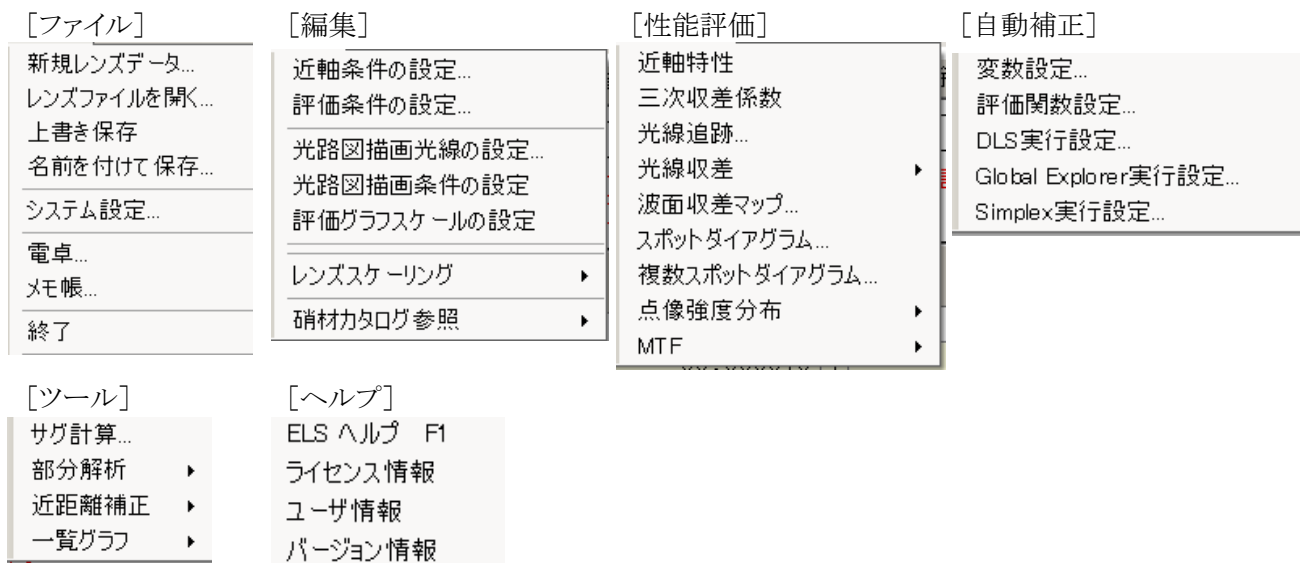 ［ファイル］
新規レンズデータ...
レンズファイルを開く...
上書き保存
名前を付けて保存...
システム設定...
電卓...
メモ帳...
終了
［編集］
近軸条件の設定...
評価条件の設定...
光路図描画光線の設定...
光路図描画条件の設定
評価グラフスケールの設定
レンズスケーリング
硝材カタログ参照
［性能評価］
近軸特性
三次収差係数
光線追跡...
光線収差
波面収差マップ...
スポットダイアグラム...
複数スポットダイアグラム...
点像強度分布
MTF
［自動補正］
変数設定...
評価関数設定...
DLS実行設定...
Global Explorer実行設定...
Simplex実行設定...
［ツール］
サグ計算...
部分解析
近距離補正
一覧グラフ
［ヘルプ］
ELS ヘルプ F1
ライセンス情報
ユーザ情報
バージョン情報